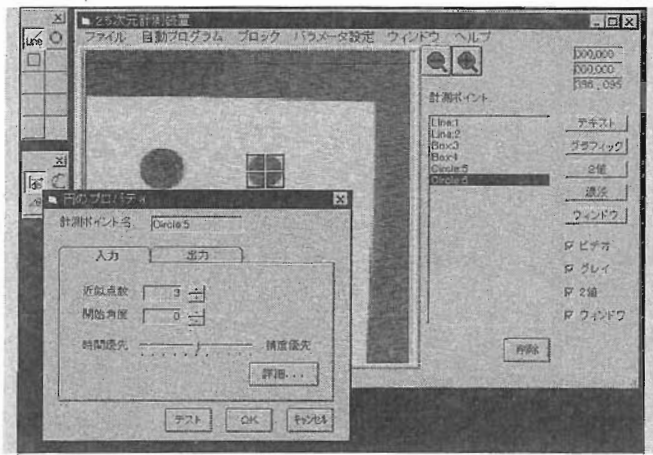 Line
2.5次元計測装置
ファイル 自動プログラム ブロック パラメータ設定 ウィンドウ ヘルプ
000,000
000,000
計測ポイント
Line:1
Line:2
Box:3
Box:4
Circle:5
Circle:6
テキスト
グラフィック
2値
濃淡
ウィンドウ
ビデオ
グレイ
2値
ウィンドウ
削除
円のプロパティ
計測ポイント名 Circle:5
入力 出力
近似点数 3
開始角度 0
時間優先 精度優先
詳細...
テスト OK キャンセル